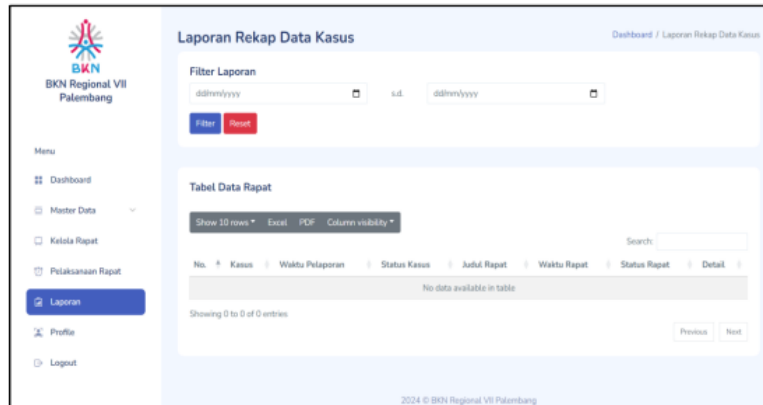 BKN
BKN Regional VII
Palembang
Menu
Dashboard
Master Data
Kelola Rapat
Pelaksanaan Rapat
Laporan
Profile
Logout
Laporan Rekap Data Kasus
Dashboard / Laporan Rekap Data Kasus
Filter Laporan
dd/mm/yyyy s.d. dd/mm/yyyy
Filter Reset
Tabel Data Rapat
Show 10 rows Excel PDF Column visibility
Search:
No. Kasus Waktu Pelaporan Status Kasus Judul Rapat Waktu Rapat Status Rapat Detail
No data available in table
Showing 0 to 0 of 0 entries
Previous Next
2024 © BKN Regional VII Palembang